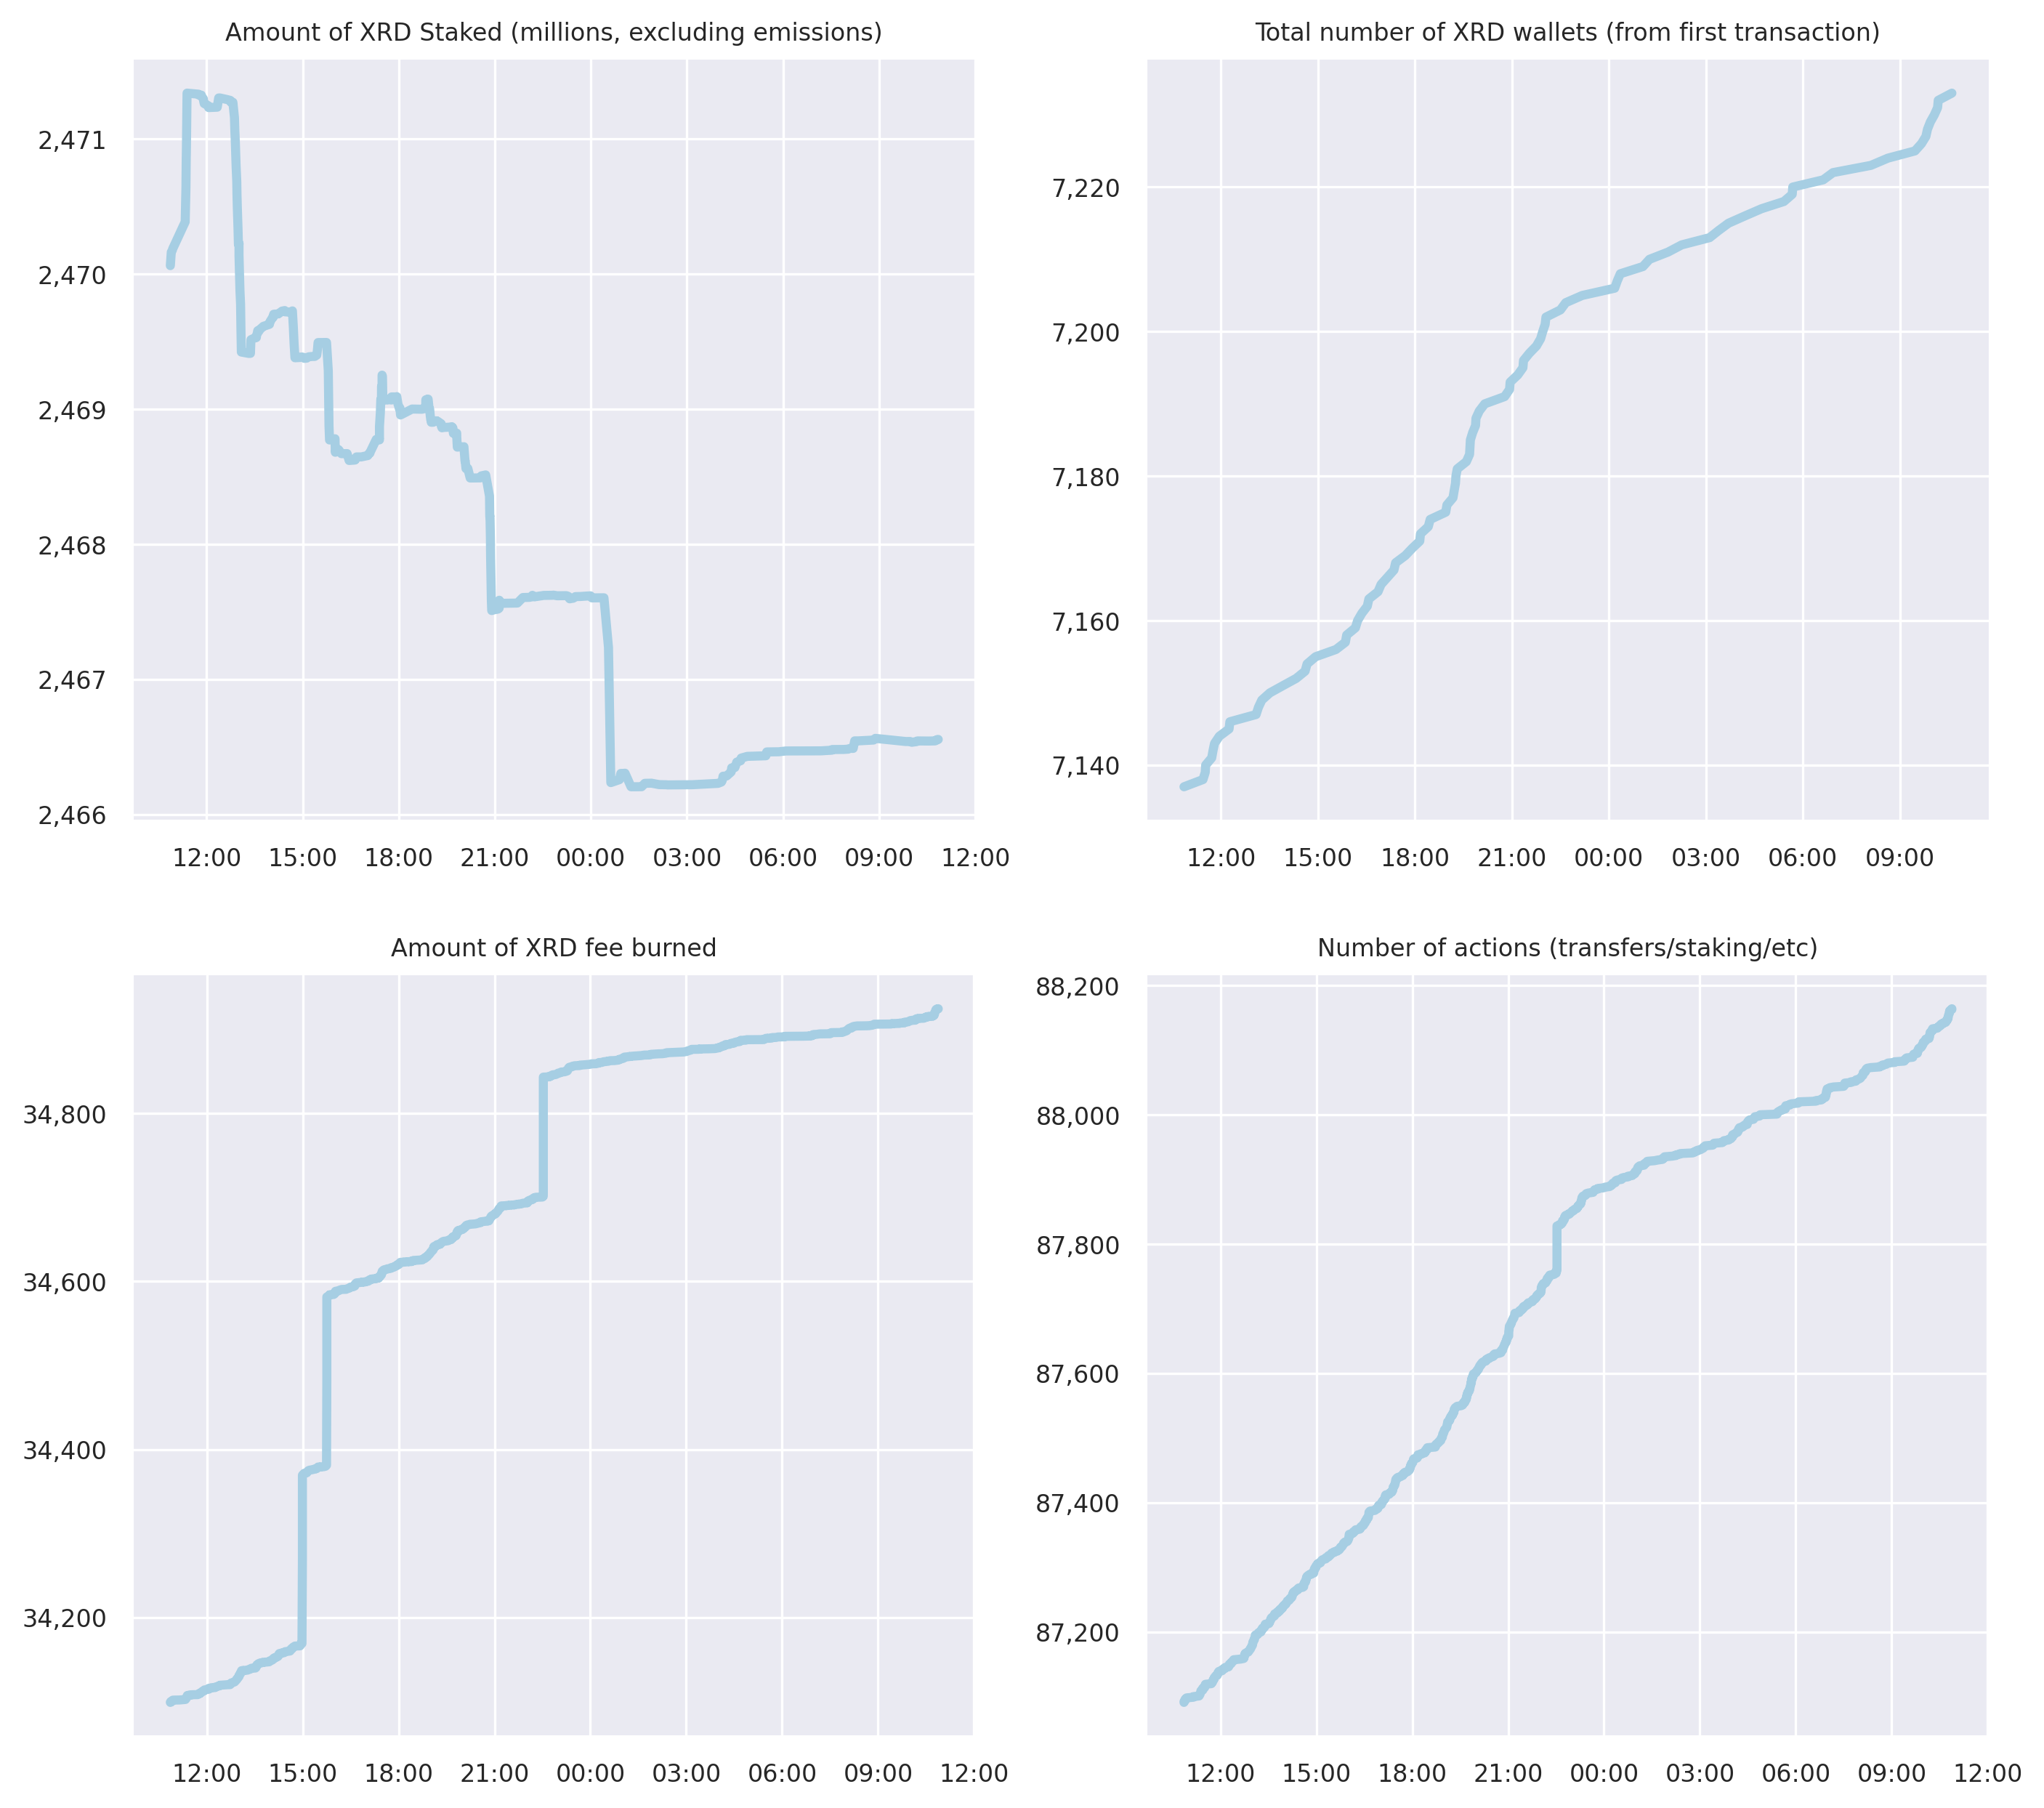 Amount of XRD Staked (millions, excluding emissions)
2,471
2,470
2,469
2,468
2,467
2,466
12:00 15:00 18:00 21:00 00:00 03:00 06:00 09:00 12:00
Total number of XRD wallets (from first transaction)
7,220
7,200
7,180
7,160
7,140
12:00 15:00 18:00 21:00 00:00 03:00 06:00 09:00
Amount of XRD fee burned
34,800
34,600
34,400
34,200
12:00 15:00 18:00 21:00 00:00 03:00 06:00 09:00 12:00
Number of actions (transfers/staking/etc)
88,200
88,000
87,800
87,600
87,400
87,200
12:00 15:00 18:00 21:00 00:00 03:00 06:00 09:00 12:00